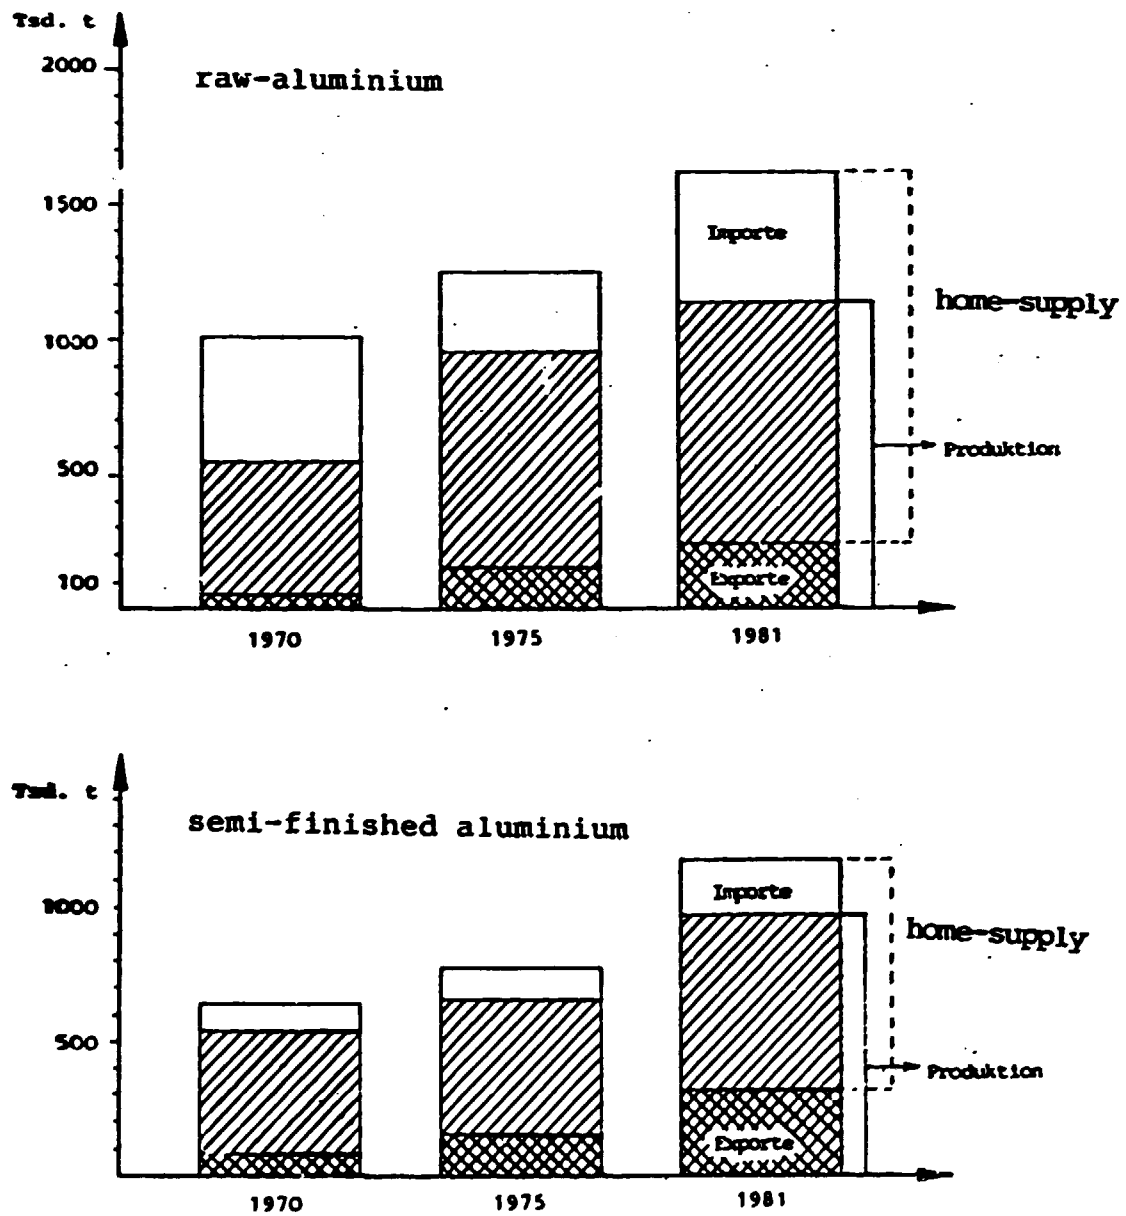 Tsd. t
2000
raw-aluminium
1500
Importe
home-supply
1000
Produktion
500
Exporte
100
1970 1975 1981
Tsd. t
semi-finished aluminium
Importe
1000
home-supply
500
Produktion
Exporte
1970 1975 1981